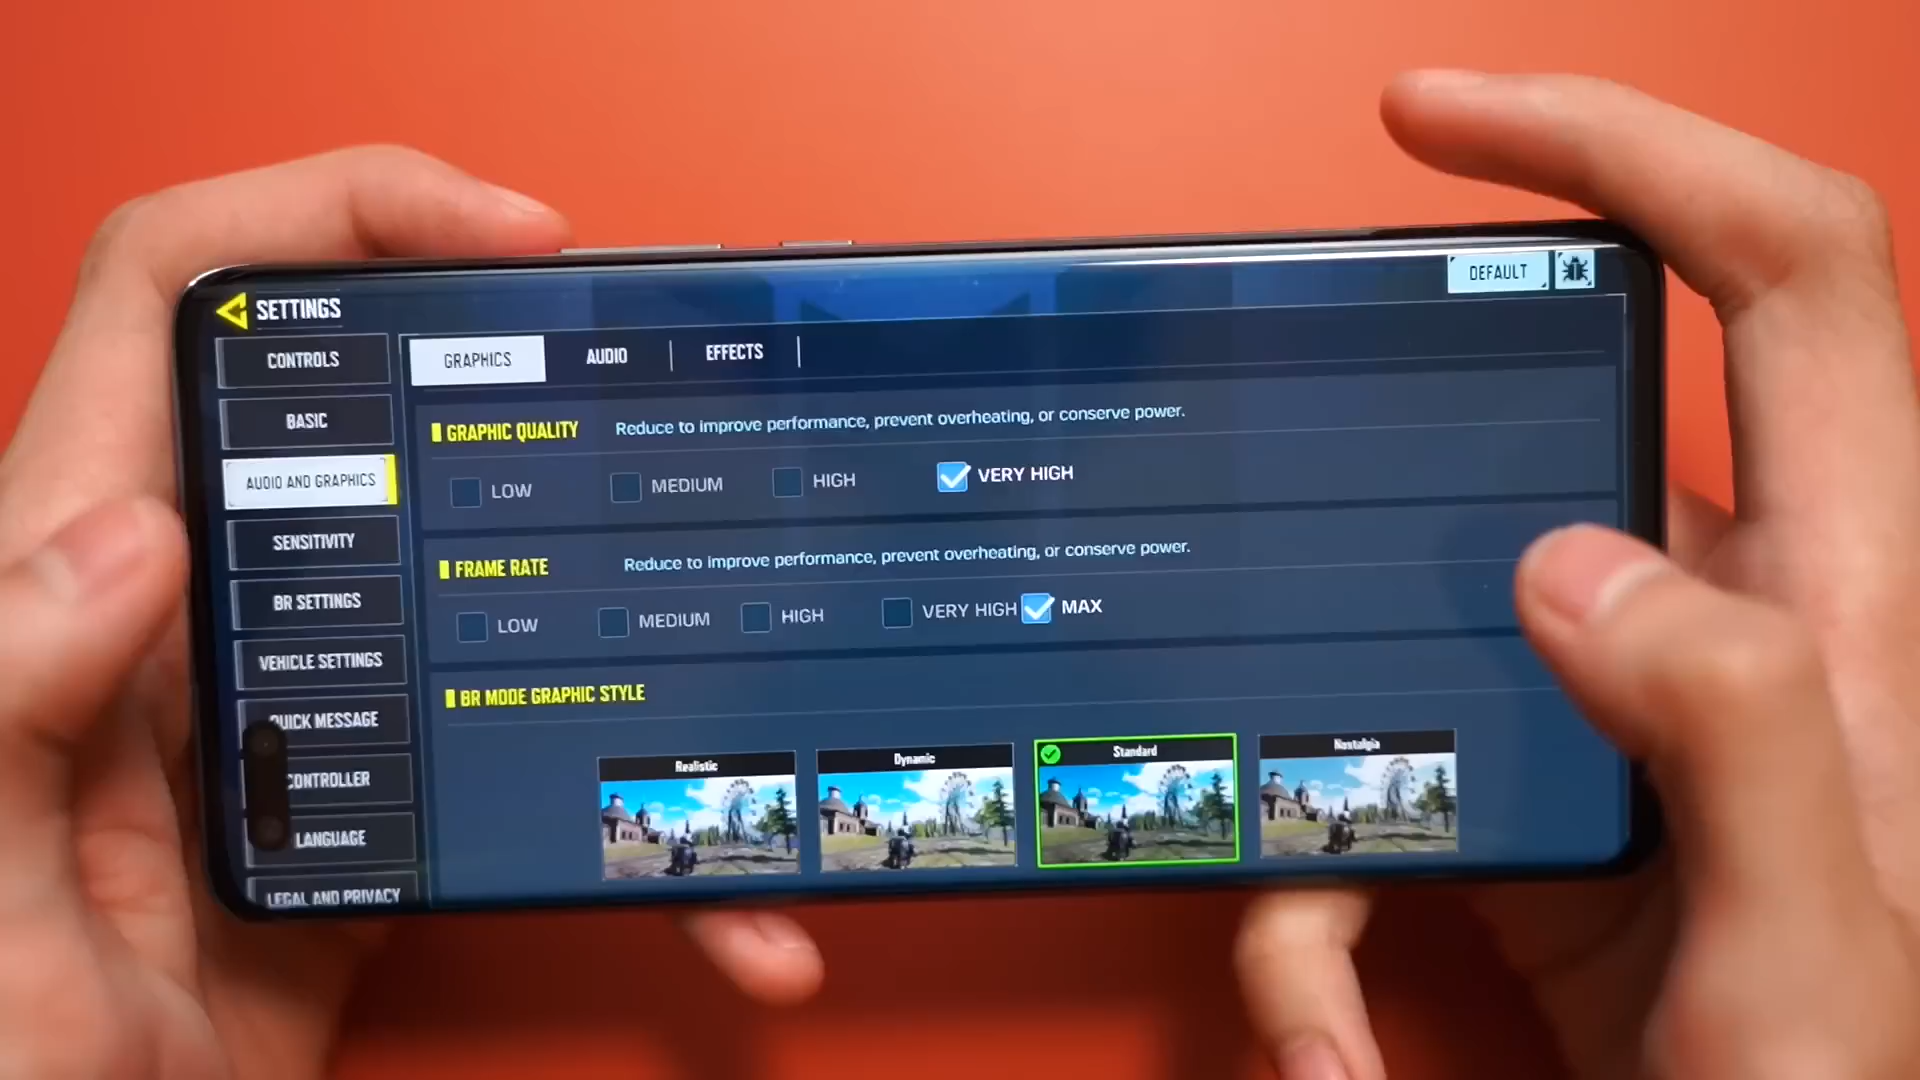 SETTINGS
DEFAULT
CONTROLS
BASIC
AUDIO AND GRAPHICS
SENSITIVITY
BR SETTINGS
VEHICLE SETTINGS
QUICK MESSAGE
CONTROLLER
LANGUAGE
LEGAL AND PRIVACY
GRAPHICS
AUDIO
EFFECTS
GRAPHIC QUALITY Reduce to improve performance, prevent overheating, or conserve power.
LOW MEDIUM HIGH VERY HIGH
FRAME RATE Reduce to improve performance, prevent overheating, or conserve power.
LOW MEDIUM HIGH VERY HIGH MAX
BR MODE GRAPHIC STYLE
Realistic Dynamic Standard Nostalgia